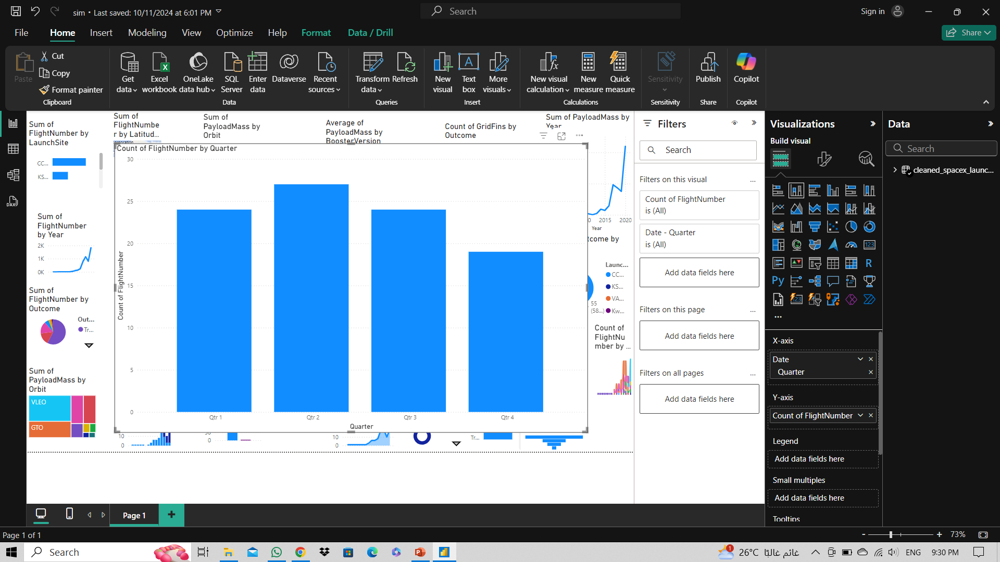 sim • Last saved: 10/11/2024 at 6:01 PM
Search
Sign in
File
Home
Insert
Modeling
View
Optimize
Help
Format
Data / Drill
Share
Paste
Cut
Copy
Format painter
Clipboard
Get
data
Excel
workbook
OneLake
data hub
SQL
Server
Enter
data
Dataverse
Recent
sources
Data
Transform
data
Refresh
Queries
New
visual
Text
box
More
visuals
Insert
New visual
calculation
New
measure
Quick
measure
Calculations
Sensitivity
Sensitivity
Publish
Share
Copilot
Copilot
Sum of
FlightNumber by
LaunchSite
CC...
KS...
Sum of
FlightNumbe
r by Latitud...
Sum of
PayloadMass by
Orbit
Average of
PayloadMass by
BoosterVersion
Count of GridFins by
Outcome
Sum of PayloadMass by
Year
2015
2020
Year
Sum of
FlightNumber
by Year
2K
1K
0K
Sum of
FlightNumber by
Outcome
Out...
Tr...
Sum of
PayloadMass by
Orbit
VLEO
GTO
Count of FlightNumber by Quarter
30
25
20
15
10
5
0
Count of FlightNumber
Qtr 1
Qtr 2
Qtr 3
Qtr 4
Quarter
tcome by
Launc...
CC...
KS...
VA...
Kw...
55
(58...)
Count of
FlightNu
mber by ...
10
0
0
10
0
Tr...
Filters
Search
Filters on this visual
...
Count of FlightNumber
is (All)
Date - Quarter
is (All)
Add data fields here
Filters on this page
...
Add data fields here
Filters on all pages
...
Add data fields here
Visualizations
Build visual
123
R
Py
123
...
X-axis
Date
Quarter
Y-axis
Count of FlightNumber
Legend
Add data fields here
Small multiples
Add data fields here
Tooltips
Data
Search
cleaned_spacex_launc...
DAX
Page 1
+
Page 1 of 1
- + 73%
Search
1
26°C غائم غالبًا
ENG
9:30 PM